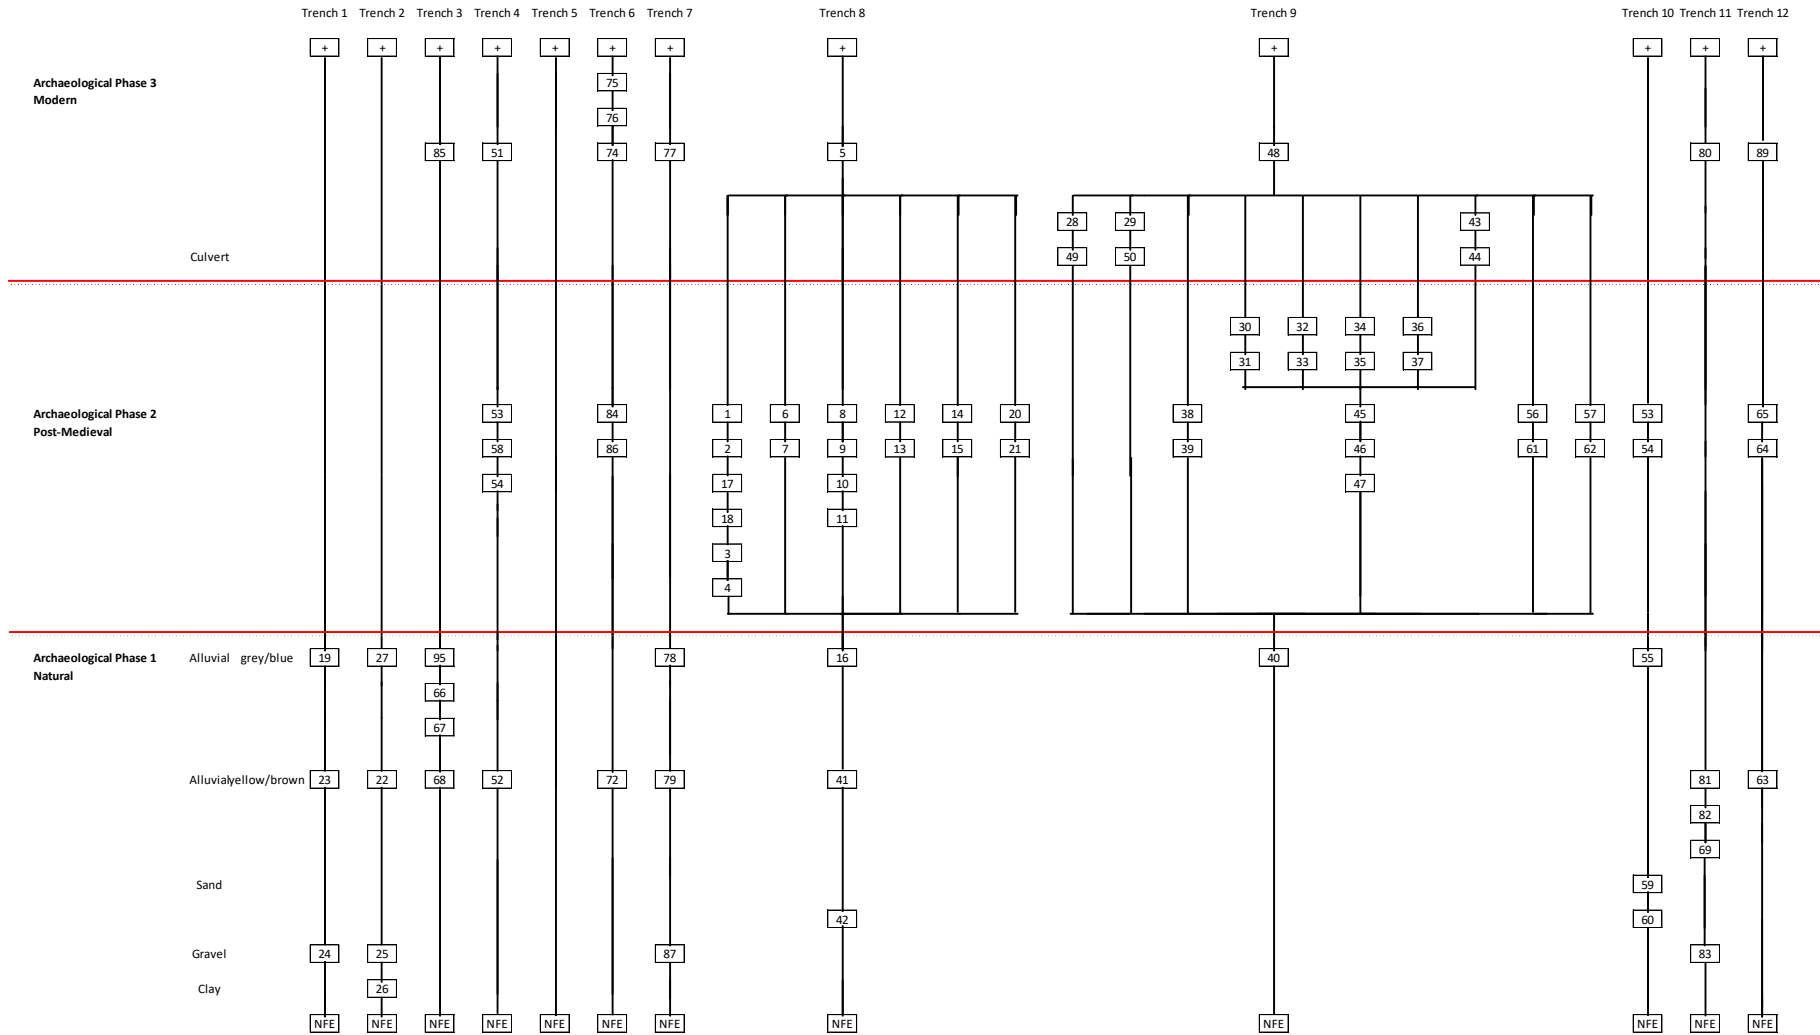 Trench 1 Trench 2 Trench 3 Trench 4 Trench 5 Trench 6 Trench 7 Trench 8 Trench 9 Trench 10 Trench 11 Trench 12
+ + + + + + + + + + + +
Archaeological Phase 3 75
Modern
76
85 51 74 77 5 48 80 89
28 29 43
Culvert 49 50 44
30 32 34 36
31 33 35 37
Archaeological Phase 2 53 84 1 6 8 12 14 20 38 45 56 57 53 65
Post-Medieval
58 86 2 7 9 13 15 21 39 46 61 62 54 64
54 17 10 47
18 11
3
4
Archaeological Phase 1 Alluvial grey/blue 19 27 95 78 16 40 55
Natural
66
67
Alluvialyellow/brown 23 22 68 52 72 79 41 81 63
82
69
Sand 59
42 60
Gravel 24 25 87 83
Clay 26
NFE NFE NFE NFE NFE NFE NFE NFE NFE NFE NFE NFE